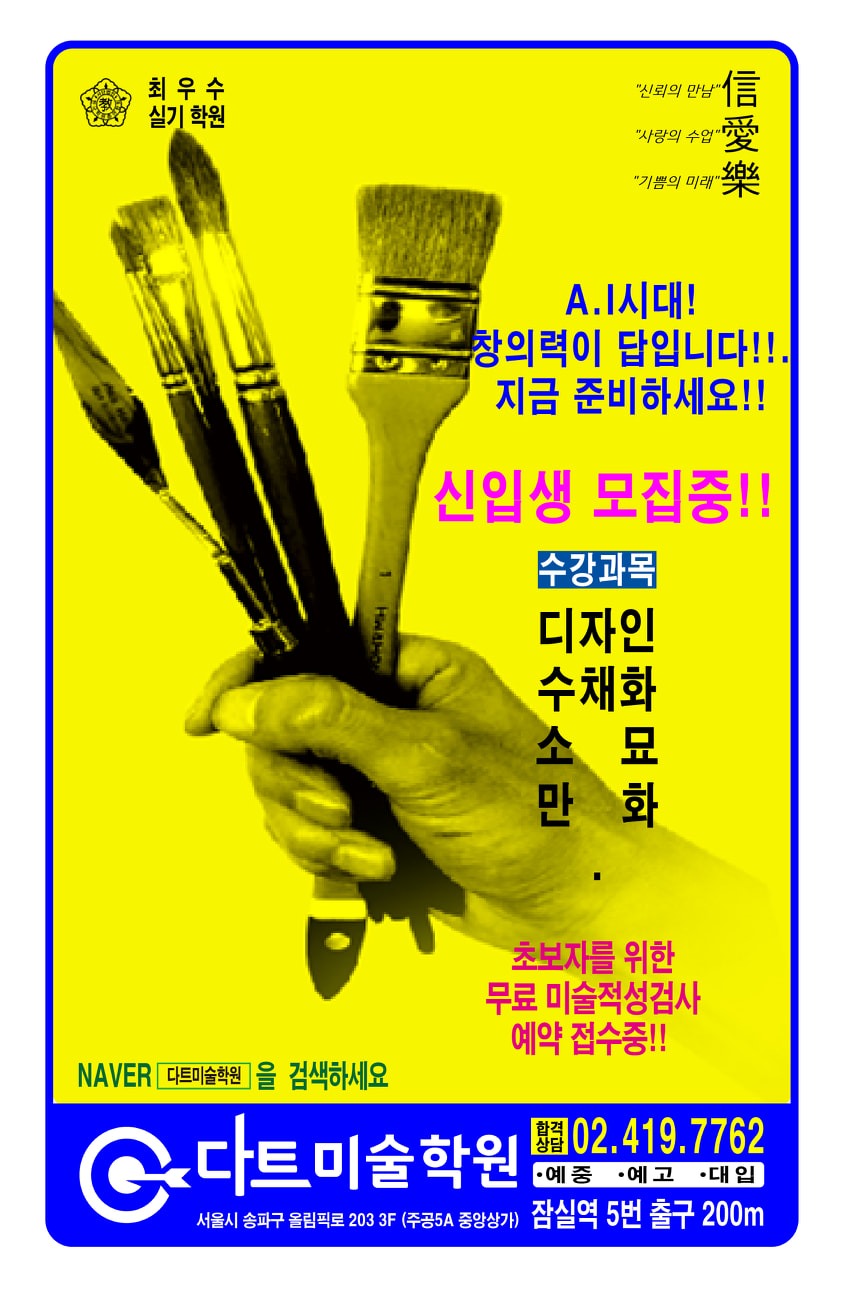 敎
최 우 수
실기 학원
"신뢰의 만남" 信
"사랑의 수업" 愛
"기쁨의 미래" 樂
A.I시대!
창의력이 답입니다!!.
지금 준비하세요!!
신입생 모집중!!
수강과목
디자인
수채화
소 묘
만 화
.
초보자를 위한
무료 미술적성검사
예약 접수중!!
NAVER 다트미술학원 을 검색하세요
다트미술학원
서울시 송파구 올림픽로 203 3F (주공5A 중앙상가)
합격
상담 02.419.7762
·예중 ·예고 ·대입
잠실역 5번 출구 200m